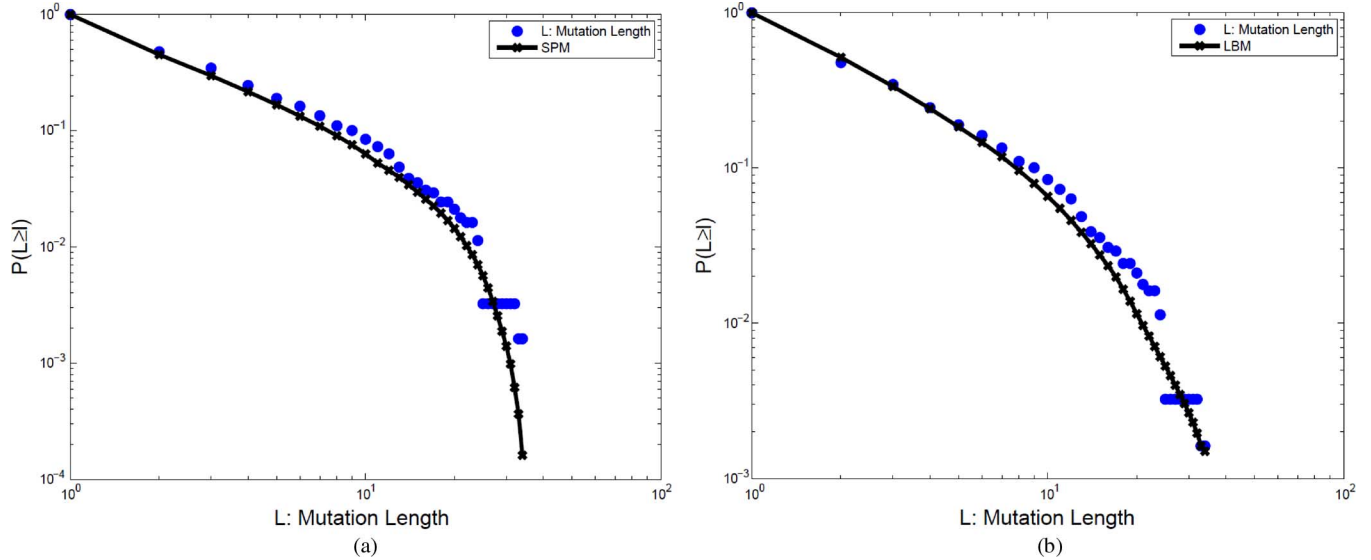 10^0
10^-1
10^-2
10^-3
10^-4
P(L≥l)
10^0
10^1
10^2
L: Mutation Length
L: Mutation Length
SPM
(a)
10^0
10^-1
10^-2
10^-3
P(L≥l)
10^0
10^1
10^2
L: Mutation Length
L: Mutation Length
LBM
(b)